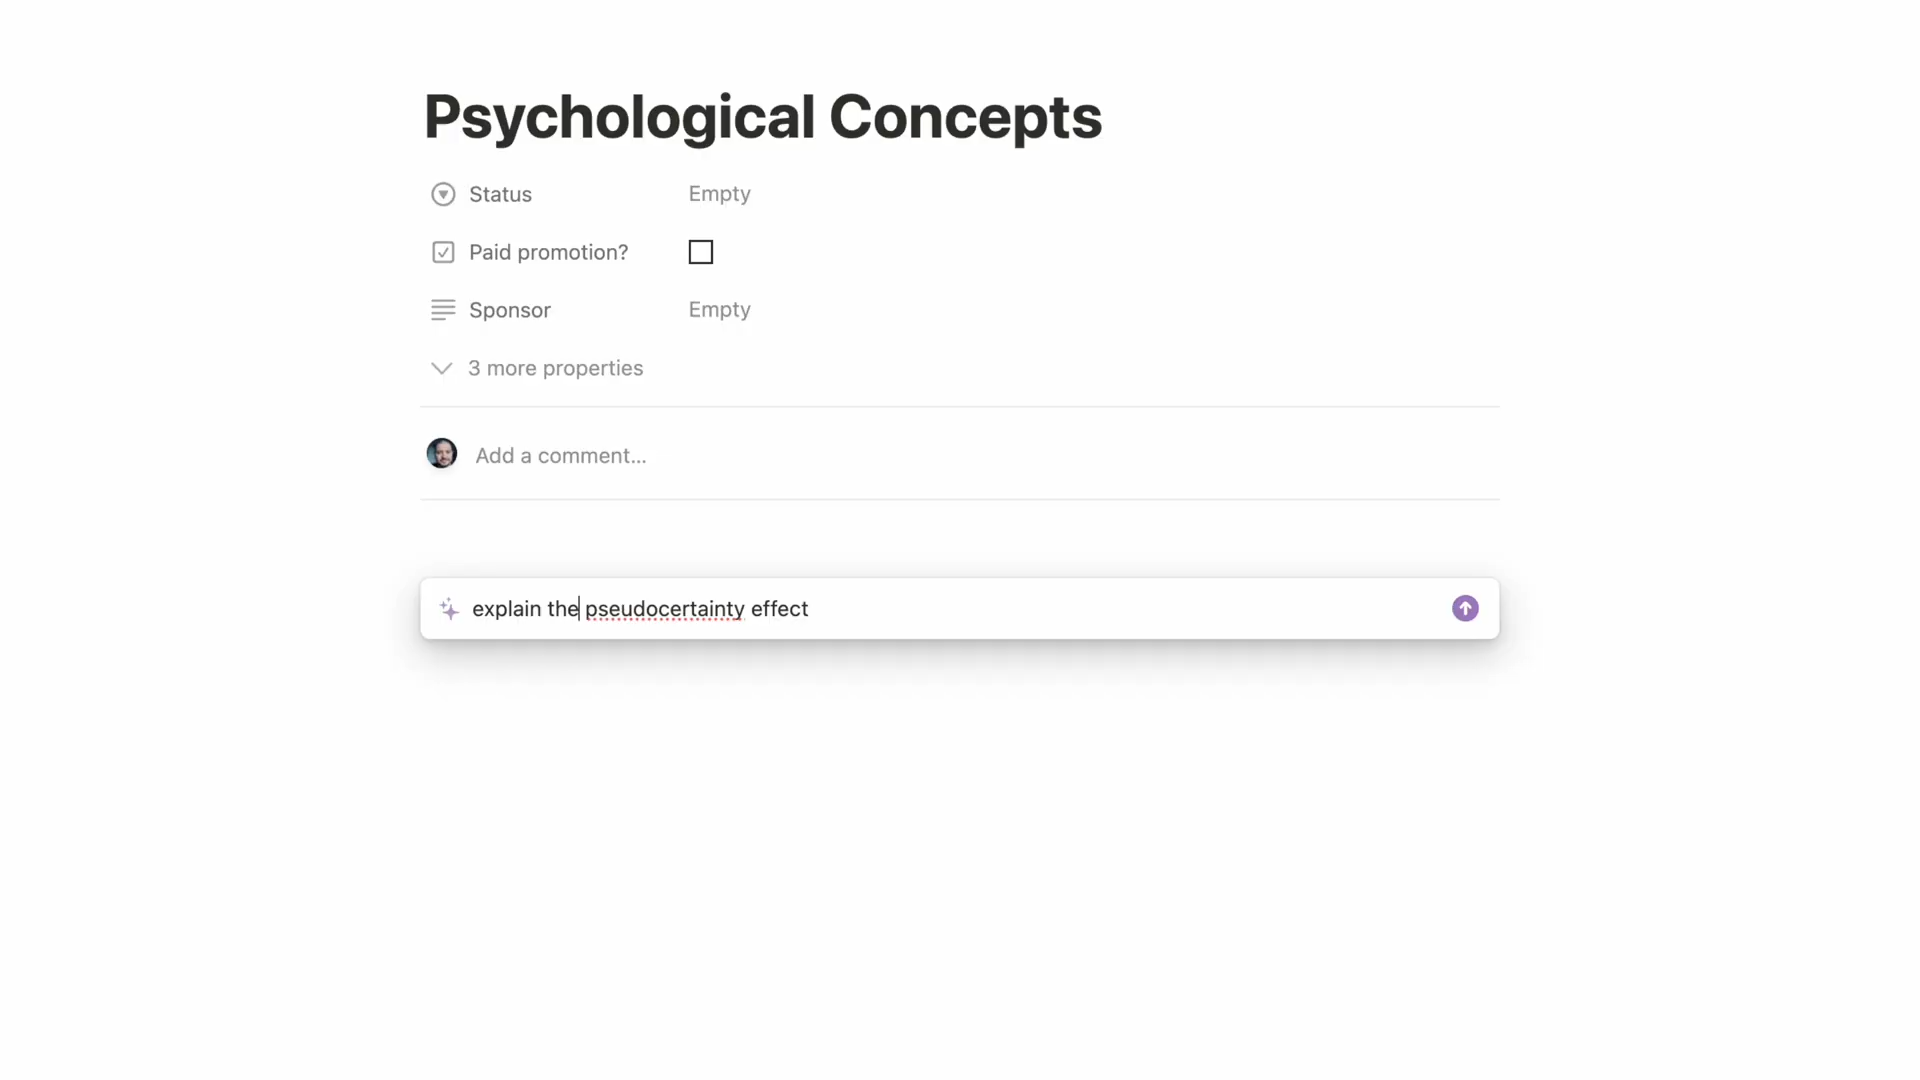 Psychological Concepts
Status Empty
Paid promotion?
Sponsor Empty
3 more properties
Add a comment...
explain the pseudocertainty effect